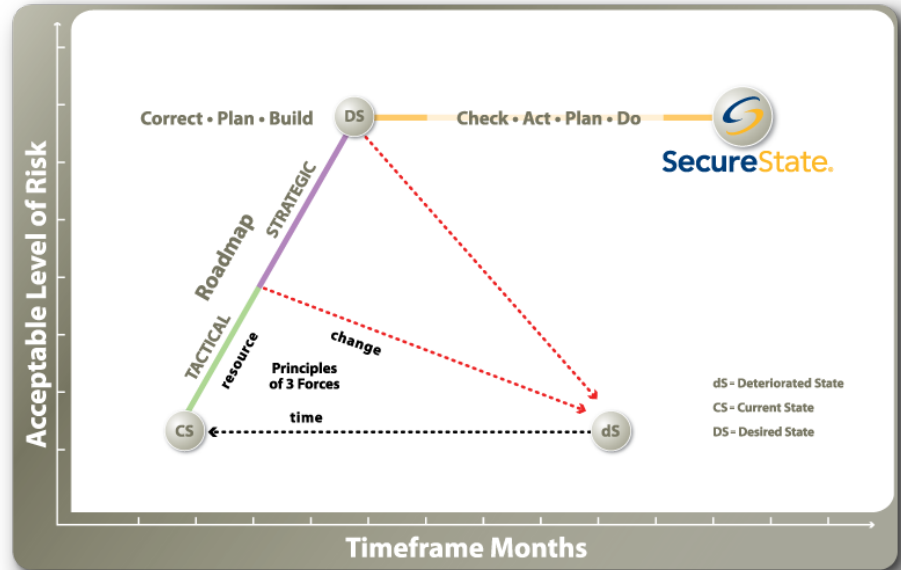 Acceptable Level of Risk
Correct • Plan • Build
DS
Check • Act • Plan • Do
SecureState®
Roadmap
STRATEGIC
TACTICAL
resource
change
Principles
of 3 Forces
time
CS
dS
dS = Deteriorated State
CS = Current State
DS = Desired State
Timeframe Months